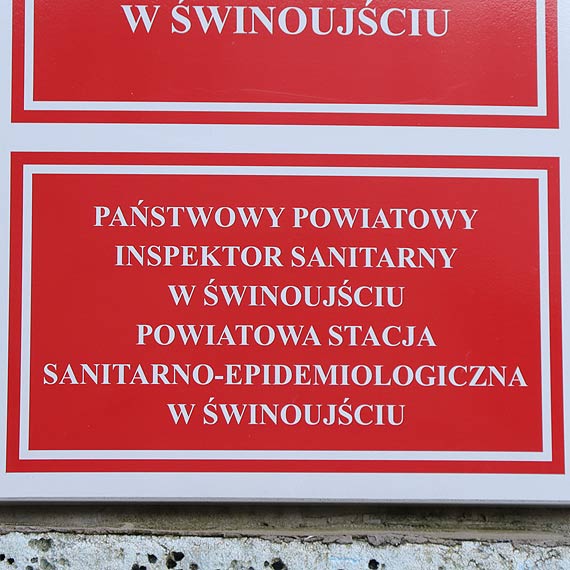 W ŚWINOUJŚCIU
PAŃSTWOWY POWIATOWY
INSPEKTOR SANITARNY
W ŚWINOUJŚCIU
POWIATOWA STACJA
SANITARNO-EPIDEMIOLOGICZNA
W ŚWINOUJŚCIU